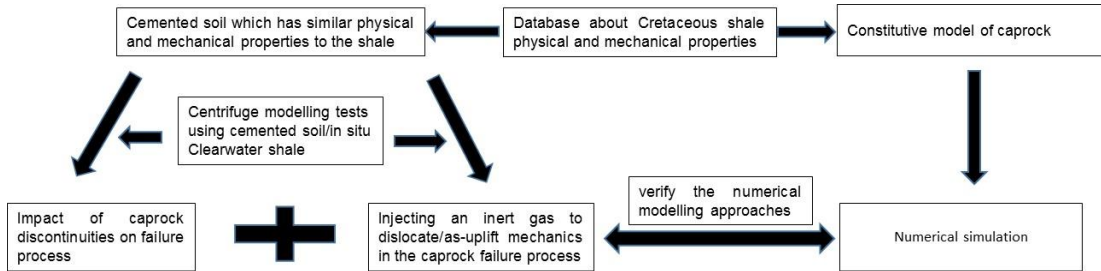 Cemented soil which has similar physical
and mechanical properties to the shale
Database about Cretaceous shale
physical and mechanical properties
Constitutive model of caprock
Centrifuge modelling tests
using cemented soil/in situ
Clearwater shale
verify the numerical
modelling approaches
Impact of caprock
discontinuities on failure
process
Injecting an inert gas to
dislocate/as-uplift mechanics
in the caprock failure process
Numerical simulation